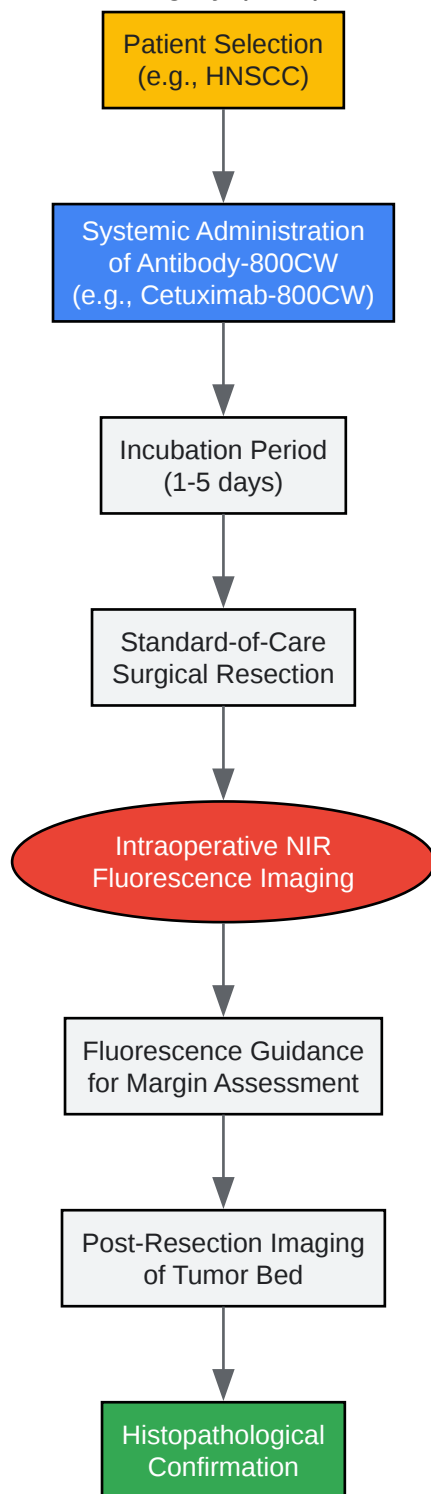 Patient Selection
(e.g., HNSCC)
Systemic Administration
of Antibody-800CW
(e.g., Cetuximab-800CW)
Incubation Period
(1-5 days)
Standard-of-Care
Surgical Resection
Intraoperative NIR
Fluorescence Imaging
Fluorescence Guidance
for Margin Assessment
Post-Resection Imaging
of Tumor Bed
Histopathological
Confirmation